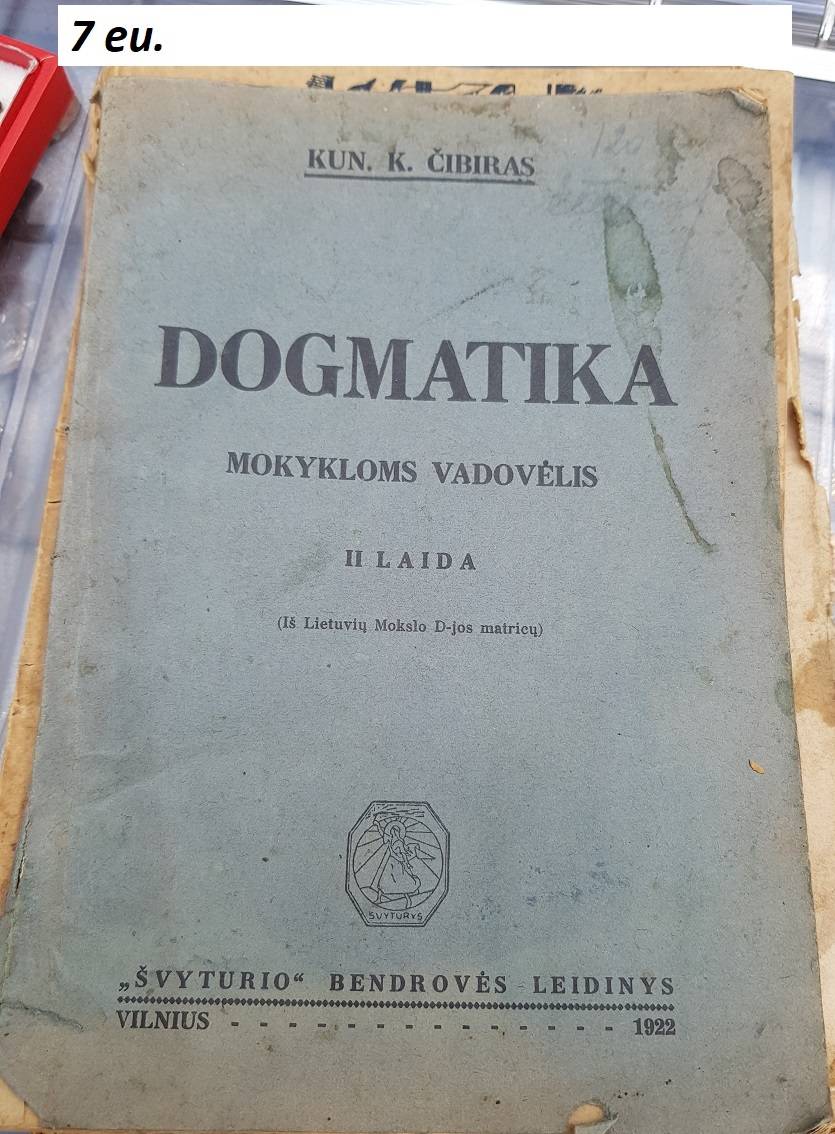 7 eu.
KUN. K. ČIBIRAS
DOGMATIKA
MOKYKLOMS VADOVĖLIS
II LAIDA
(Iš Lietuvių Mokslo D-jos matricų)
ŠVYTURYS
„ŠVYTURIO“ BENDROVĖS LEIDINYS
VILNIUS - - - - - - - - - - - - - - 1922